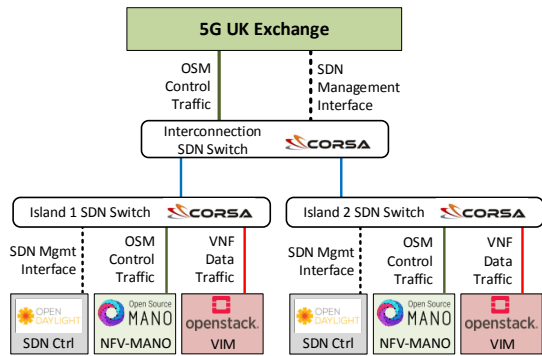 5G UK Exchange
OSM
Control
Traffic
SDN
Management
Interface
Interconnection
SDN Switch
CORSA
Island 1 SDN Switch
CORSA
Island 2 SDN Switch
CORSA
SDN Mgmt
Interface
OSM
Control
Traffic
VNF
Data
Traffic
SDN Mgmt
Interface
OSM
Control
Traffic
VNF
Data
Traffic
OPEN
DAYLIGHT
SDN Ctrl
Open Source
MANO
NFV-MANO
openstack.
VIM
OPEN
DAYLIGHT
SDN Ctrl
Open Source
MANO
NFV-MANO
openstack.
VIM